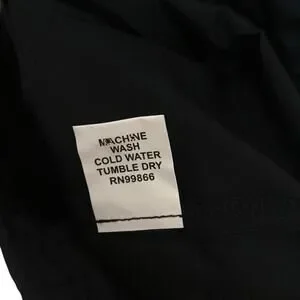 MACHINE
WASH
COLD WATER
TUMBLE DRY
RN99866